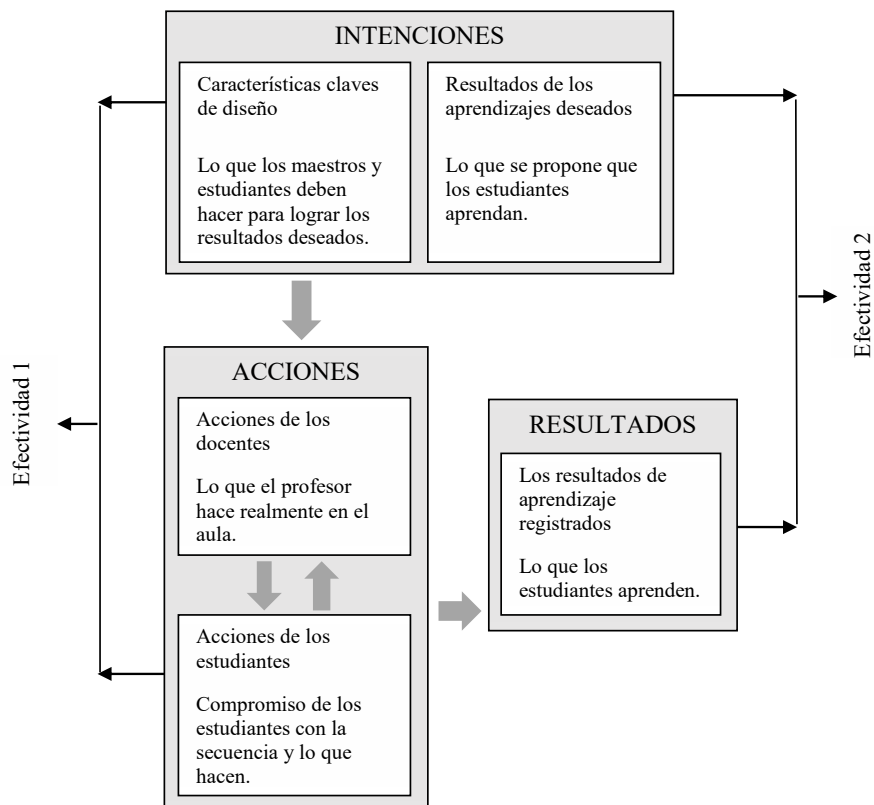 INTENCIONES
Características claves
de diseño
Lo que los maestros y
estudiantes deben
hacer para lograr los
resultados deseados.
Resultados de los
aprendizajes deseados
Lo que se propone que
los estudiantes
aprendan.
Efectividad 2
Efectividad 1
ACCIONES
Acciones de los
docentes
Lo que el profesor
hace realmente en el
aula.
Acciones de los
estudiantes
Compromiso de los
estudiantes con la
secuencia y lo que
hacen.
RESULTADOS
Los resultados de
aprendizaje
registrados
Lo que los
estudiantes aprenden.